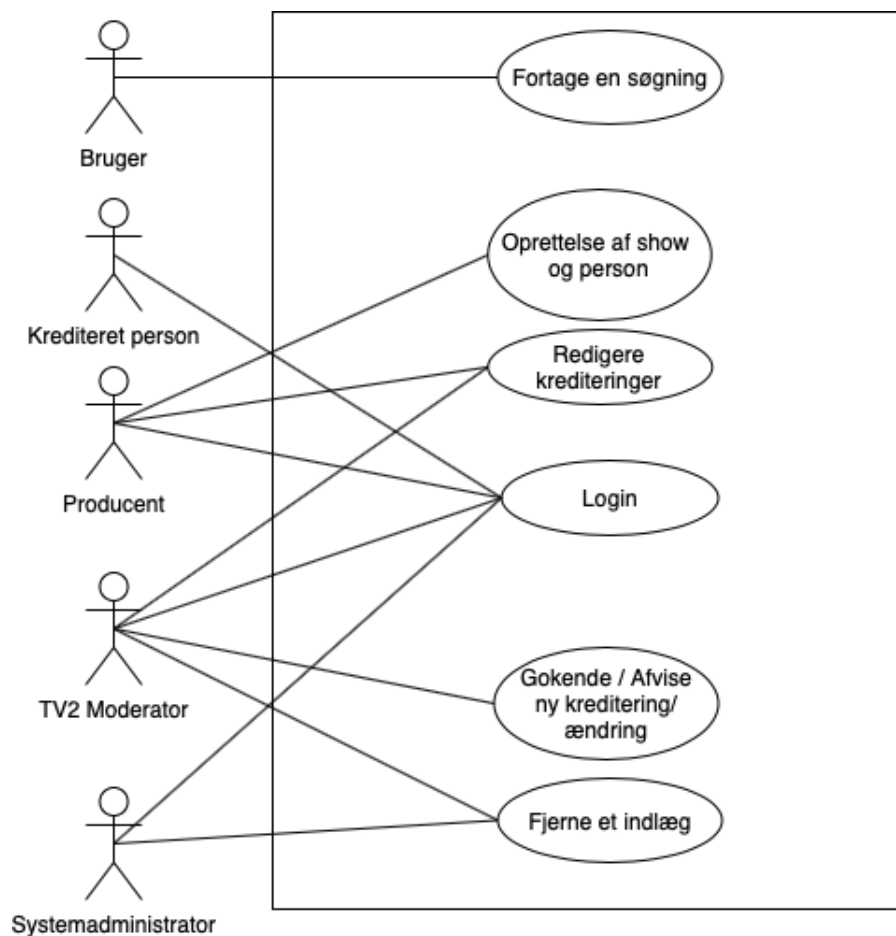 Fortage en søgning
Bruger
Oprettelse af show
og person
Krediteret person
Redigere
krediteringer
Producent
Login
Gokende / Afvise
ny kreditering/
ændring
TV2 Moderator
Fjerne et indlæg
Systemadministrator